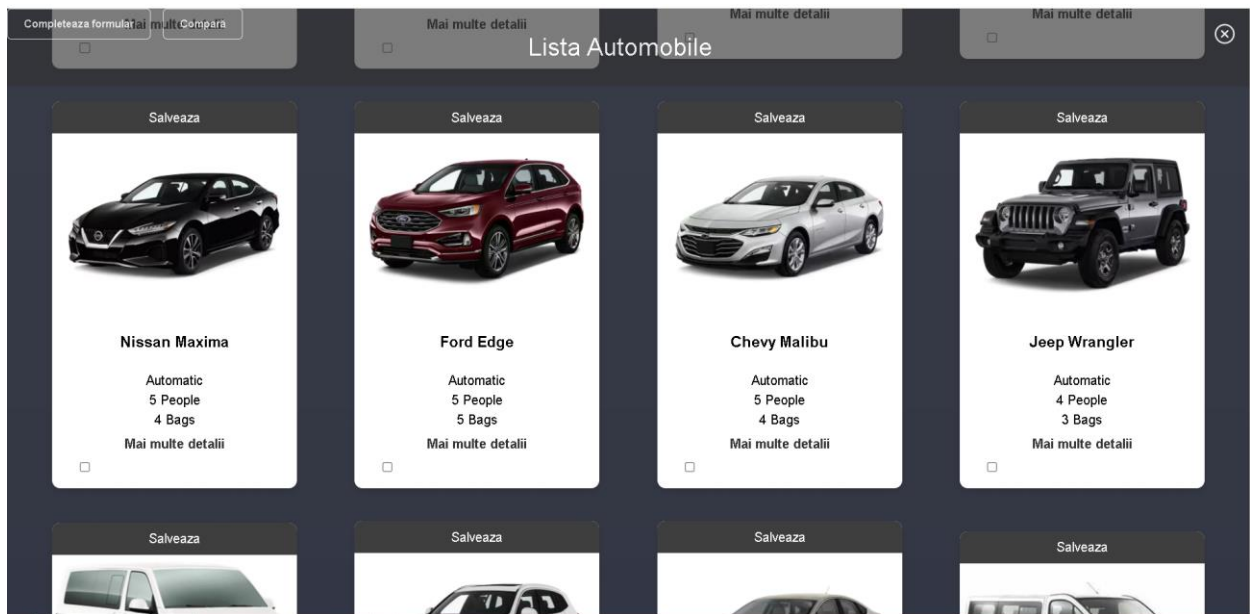 Completeaza formular
Compara
Mai multe detalii
Mai multe detalii
Mai multe detalii
Mai multe detalii
Lista Automobile
Salveaza
Salveaza
Salveaza
Salveaza
Nissan Maxima
Ford Edge
Chevy Malibu
Jeep Wrangler
Automatic
Automatic
Automatic
Automatic
5 People
5 People
5 People
4 People
4 Bags
5 Bags
4 Bags
3 Bags
Mai multe detalii
Mai multe detalii
Mai multe detalii
Mai multe detalii
Salveaza
Salveaza
Salveaza
Salveaza